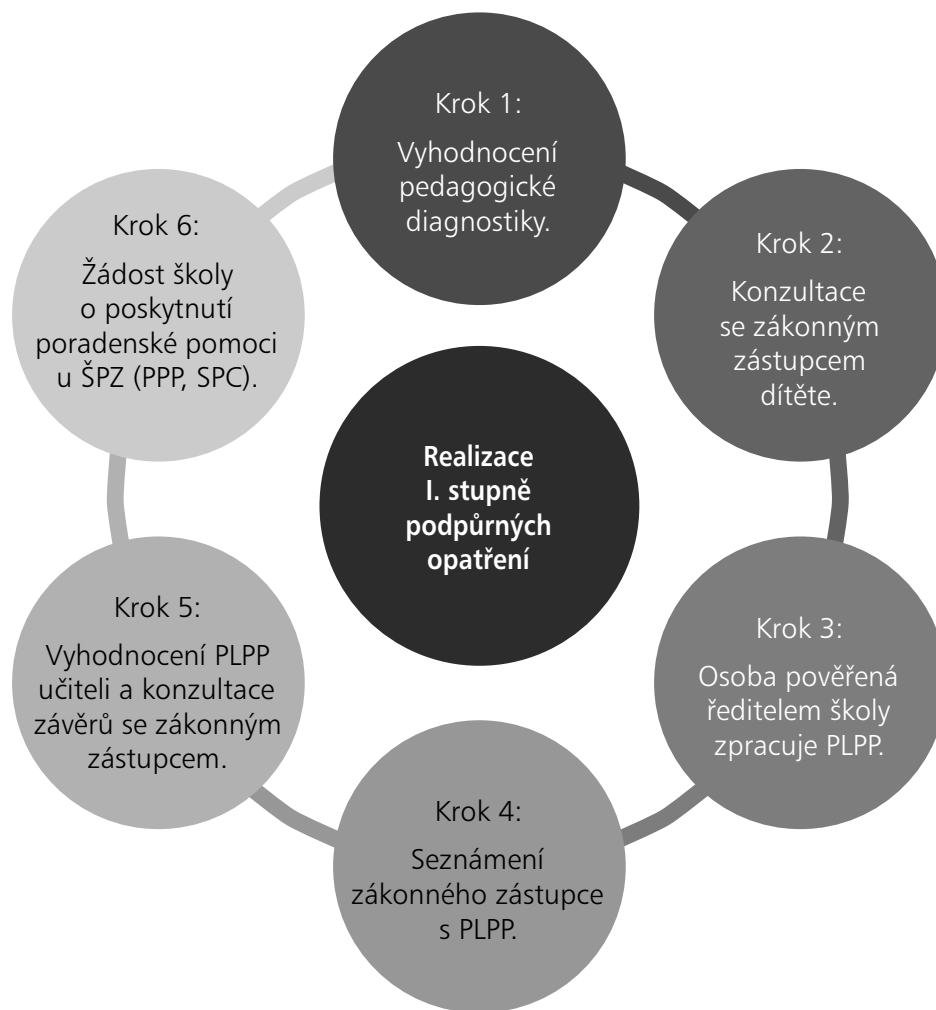 Krok 1:
Vyhodnocení
pedagogické
diagnostiky.
Krok 2:
Konzultace
se zákonným
zástupcem
dítěte.
Krok 3:
Osoba pověřená
ředitelem školy
zpracuje PLPP.
Krok 4:
Seznámení
zákonného zástupce
s PLPP.
Krok 5:
Vyhodnocení PLPP
učiteli a konzultace
závěrů se zákonným
zástupcem.
Krok 6:
Žádost školy
o poskytnutí
poradenské pomoci
u ŠPZ (PPP, SPC).
Realizace
I. stupně
podpůrných
opatření